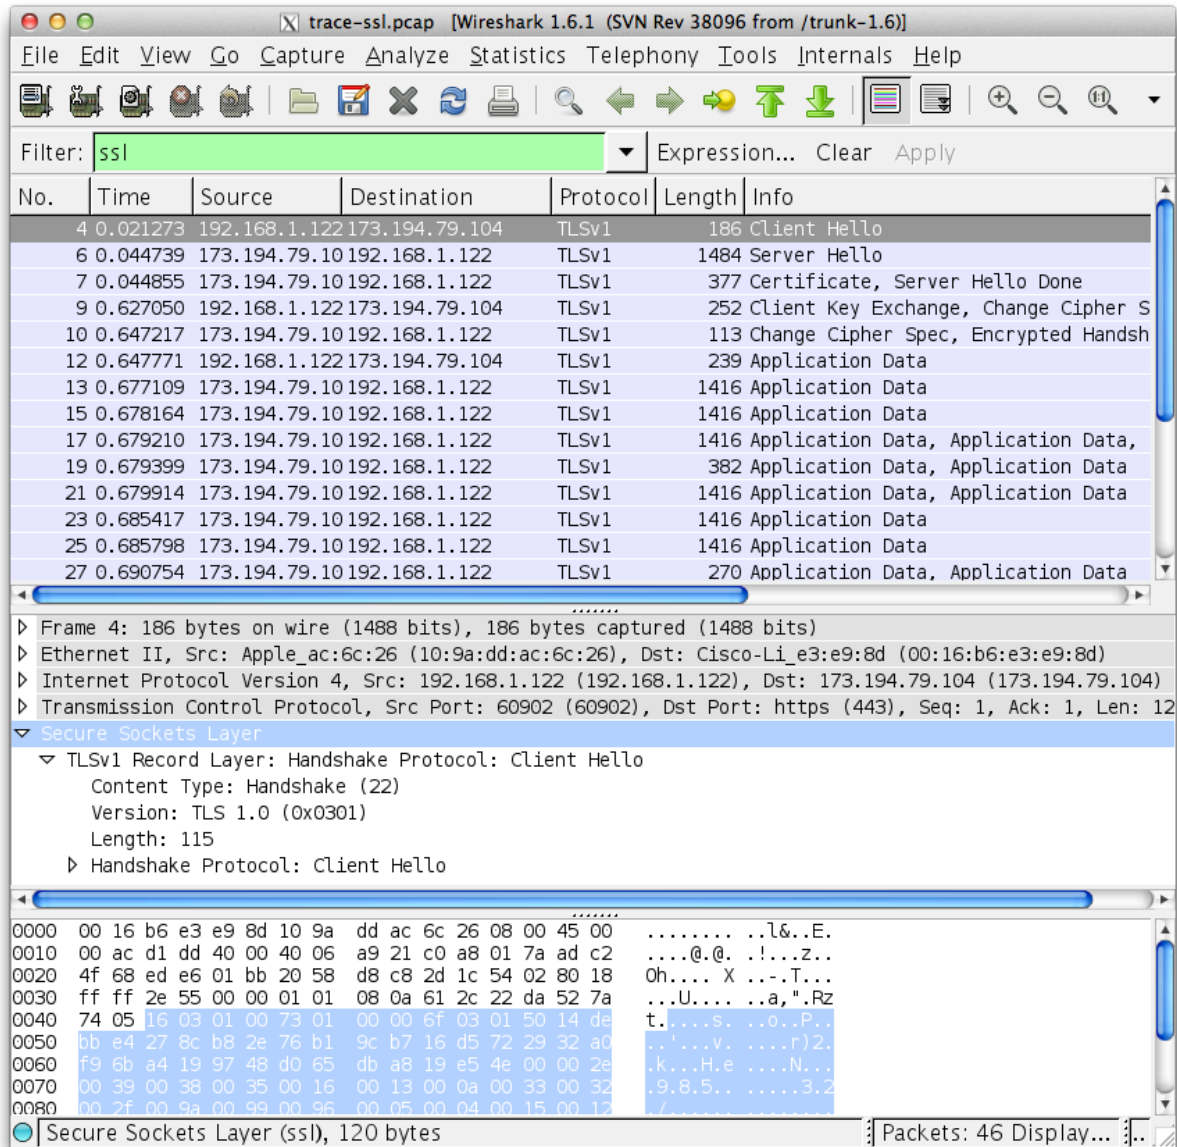 trace-ssl.pcap [Wireshark 1.6.1 (SVN Rev 38096 from /trunk-1.6)]
File Edit View Go Capture Analyze Statistics Telephony Tools Internals Help
Filter: ssl Expression... Clear Apply
No. Time Source Destination Protocol Length Info
4 0.021273 192.168.1.122 173.194.79.104 TLSv1 186 Client Hello
6 0.044739 173.194.79.10 192.168.1.122 TLSv1 1484 Server Hello
7 0.044855 173.194.79.10 192.168.1.122 TLSv1 377 Certificate, Server Hello Done
9 0.627050 192.168.1.122 173.194.79.104 TLSv1 252 Client Key Exchange, Change Cipher S
10 0.647217 173.194.79.10 192.168.1.122 TLSv1 113 Change Cipher Spec, Encrypted Handsh
12 0.647771 192.168.1.122 173.194.79.104 TLSv1 239 Application Data
13 0.677109 173.194.79.10 192.168.1.122 TLSv1 1416 Application Data
15 0.678164 173.194.79.10 192.168.1.122 TLSv1 1416 Application Data
17 0.679210 173.194.79.10 192.168.1.122 TLSv1 1416 Application Data, Application Data,
19 0.679399 173.194.79.10 192.168.1.122 TLSv1 382 Application Data, Application Data
21 0.679914 173.194.79.10 192.168.1.122 TLSv1 1416 Application Data, Application Data
23 0.685417 173.194.79.10 192.168.1.122 TLSv1 1416 Application Data
25 0.685798 173.194.79.10 192.168.1.122 TLSv1 1416 Application Data
27 0.690754 173.194.79.10 192.168.1.122 TLSv1 270 Application Data, Application Data
Frame 4: 186 bytes on wire (1488 bits), 186 bytes captured (1488 bits)
Ethernet II, Src: Apple_ac:6c:26 (10:9a:dd:ac:6c:26), Dst: Cisco-Li_e3:e9:8d (00:16:b6:e3:e9:8d)
Internet Protocol Version 4, Src: 192.168.1.122 (192.168.1.122), Dst: 173.194.79.104 (173.194.79.104)
Transmission Control Protocol, Src Port: 60902 (60902), Dst Port: https (443), Seq: 1, Ack: 1, Len: 12
Secure Sockets Layer
TLSv1 Record Layer: Handshake Protocol: Client Hello
Content Type: Handshake (22)
Version: TLS 1.0 (0x0301)
Length: 115
Handshake Protocol: Client Hello
0000 00 16 b6 e3 e9 8d 10 9a dd ac 6c 26 08 00 45 00 ........ ..l&..E.
0010 00 ac d1 dd 40 00 40 06 a9 21 c0 a8 01 7a ad c2 ....@.@. .!...z..
0020 4f 68 ed e6 01 bb 20 58 d8 c8 2d 1c 54 02 80 18 Oh.... X ..-.T...
0030 ff ff 2e 55 00 00 01 01 08 0a 61 2c 22 da 52 7a ...U.... ..a,".Rz
0040 74 05 16 03 01 00 73 01 00 00 6f 03 01 50 14 de t.....s. ..o..P..
0050 bb e4 27 8c b8 2e 76 b1 9c b7 16 d5 72 29 32 a0 ..'...v. ....r)2.
0060 f9 6b a4 19 97 48 d0 65 db a8 19 e5 4e 00 00 2e .k...H.e ....N...
0070 00 39 00 38 00 35 00 16 00 13 00 0a 00 33 00 32 .9.8.5.. .....3.2
0080 00 2f 00 9a 00 99 00 96 00 05 00 04 00 15 00 12 ./...... ........
Secure Sockets Layer (ssl), 120 bytes Packets: 46 Display... ..